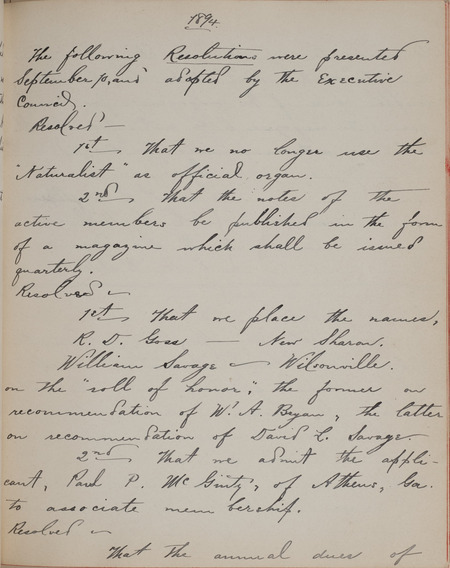 1894.
The following Resolutions were presented
September 10, and adopted by the Executive
Council.
Resolved —
1st — That we no longer use the
"Naturalist" as official organ.
2nd — That the notes of the
active members be published in the form
of a magazine which shall be issued
quarterly.
Resolved —
1st — That we place the names,
R. D. Goss — New Sharon.
William Savage — Wilsonville.
on the "roll of honor", the former on
recommendation of W. A. Bryan, the latter
on recommendation of David L. Savage.
2nd — That we admit the appli-
cant, Paul P. McGinty, of Athens, Ga.
to associate membership.
Resolved —
That the annual dues of